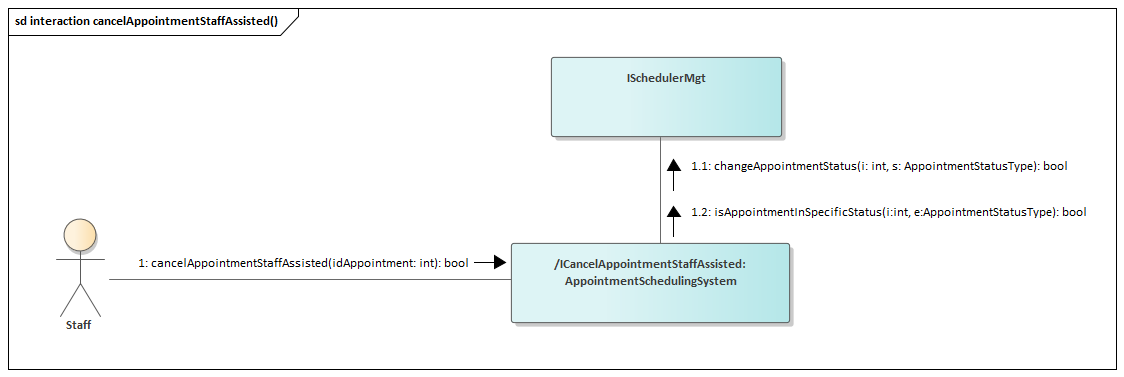 sd interaction cancelAppointmentStaffAssisted()
ISchedulerMgt
1.1: changeAppointmentStatus(i: int, s: AppointmentStatusType): bool
1.2: isAppointmentInSpecificStatus(i:int, e:AppointmentStatusType): bool
1: cancelAppointmentStaffAssisted(idAppointment: int): bool
/ICancelAppointmentStaffAssisted:
AppointmentSchedulingSystem
Staff